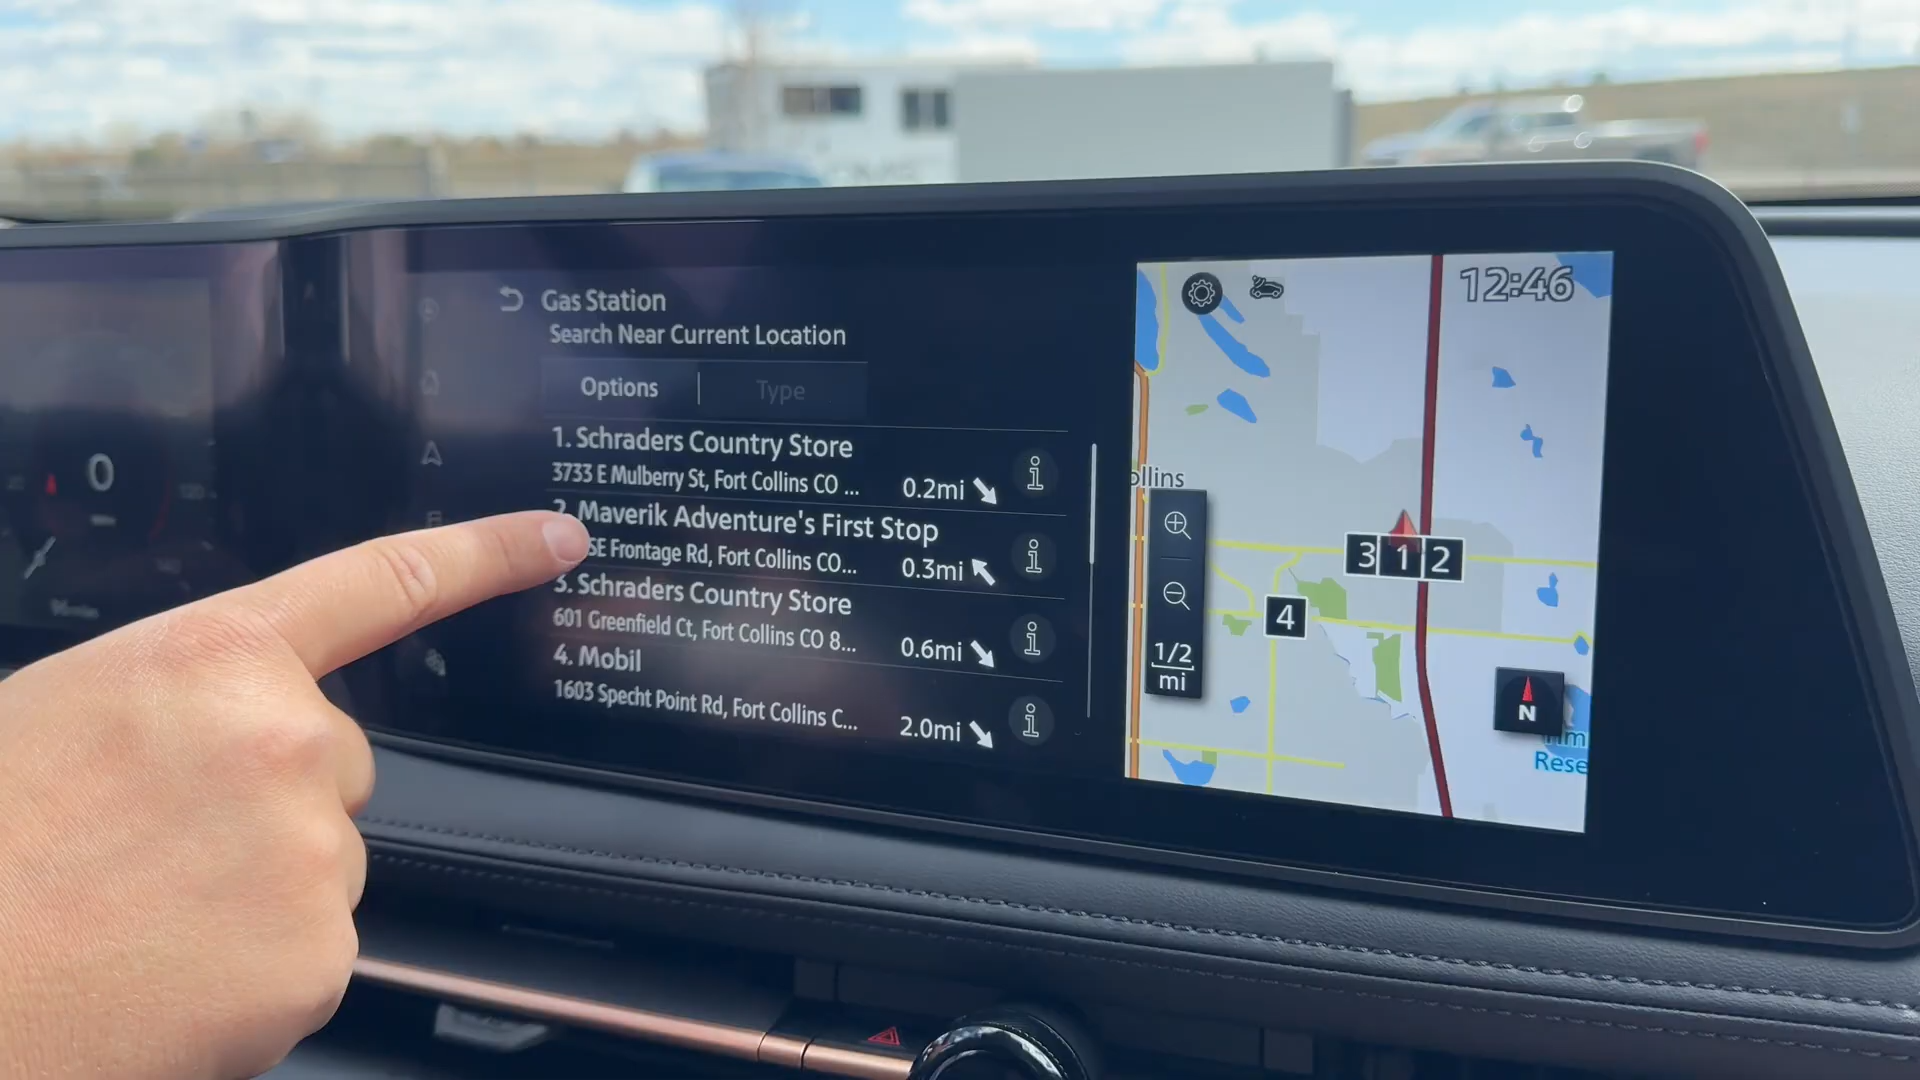 Gas Station
Search Near Current Location
Options | Type
1. Schraders Country Store
3733 E Mulberry St, Fort Collins CO ...
0.2mi
2. Maverik Adventure's First Stop
SE Frontage Rd, Fort Collins CO...
0.3mi
3. Schraders Country Store
601 Greenfield Ct, Fort Collins CO 8...
0.6mi
4. Mobil
1603 Specht Point Rd, Fort Collins C...
2.0mi
12:46
ollins
3 1 2
4
1/2
mi
N
Rese
0